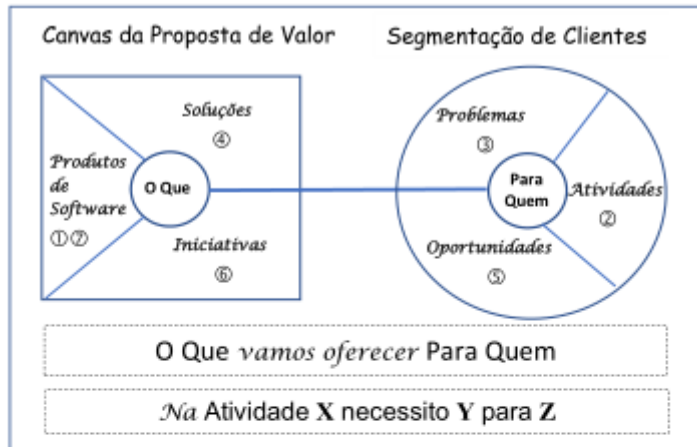 Canvas da Proposta de Valor
Segmentação de Clientes
Soluções
④
Produtos
de
Software
①⑦
O Que
Iniciativas
⑥
Problemas
③
Para
Quem
Atividades
②
Oportunidades
⑤
O Que vamos oferecer Para Quem
Na Atividade X necessito Y para Z